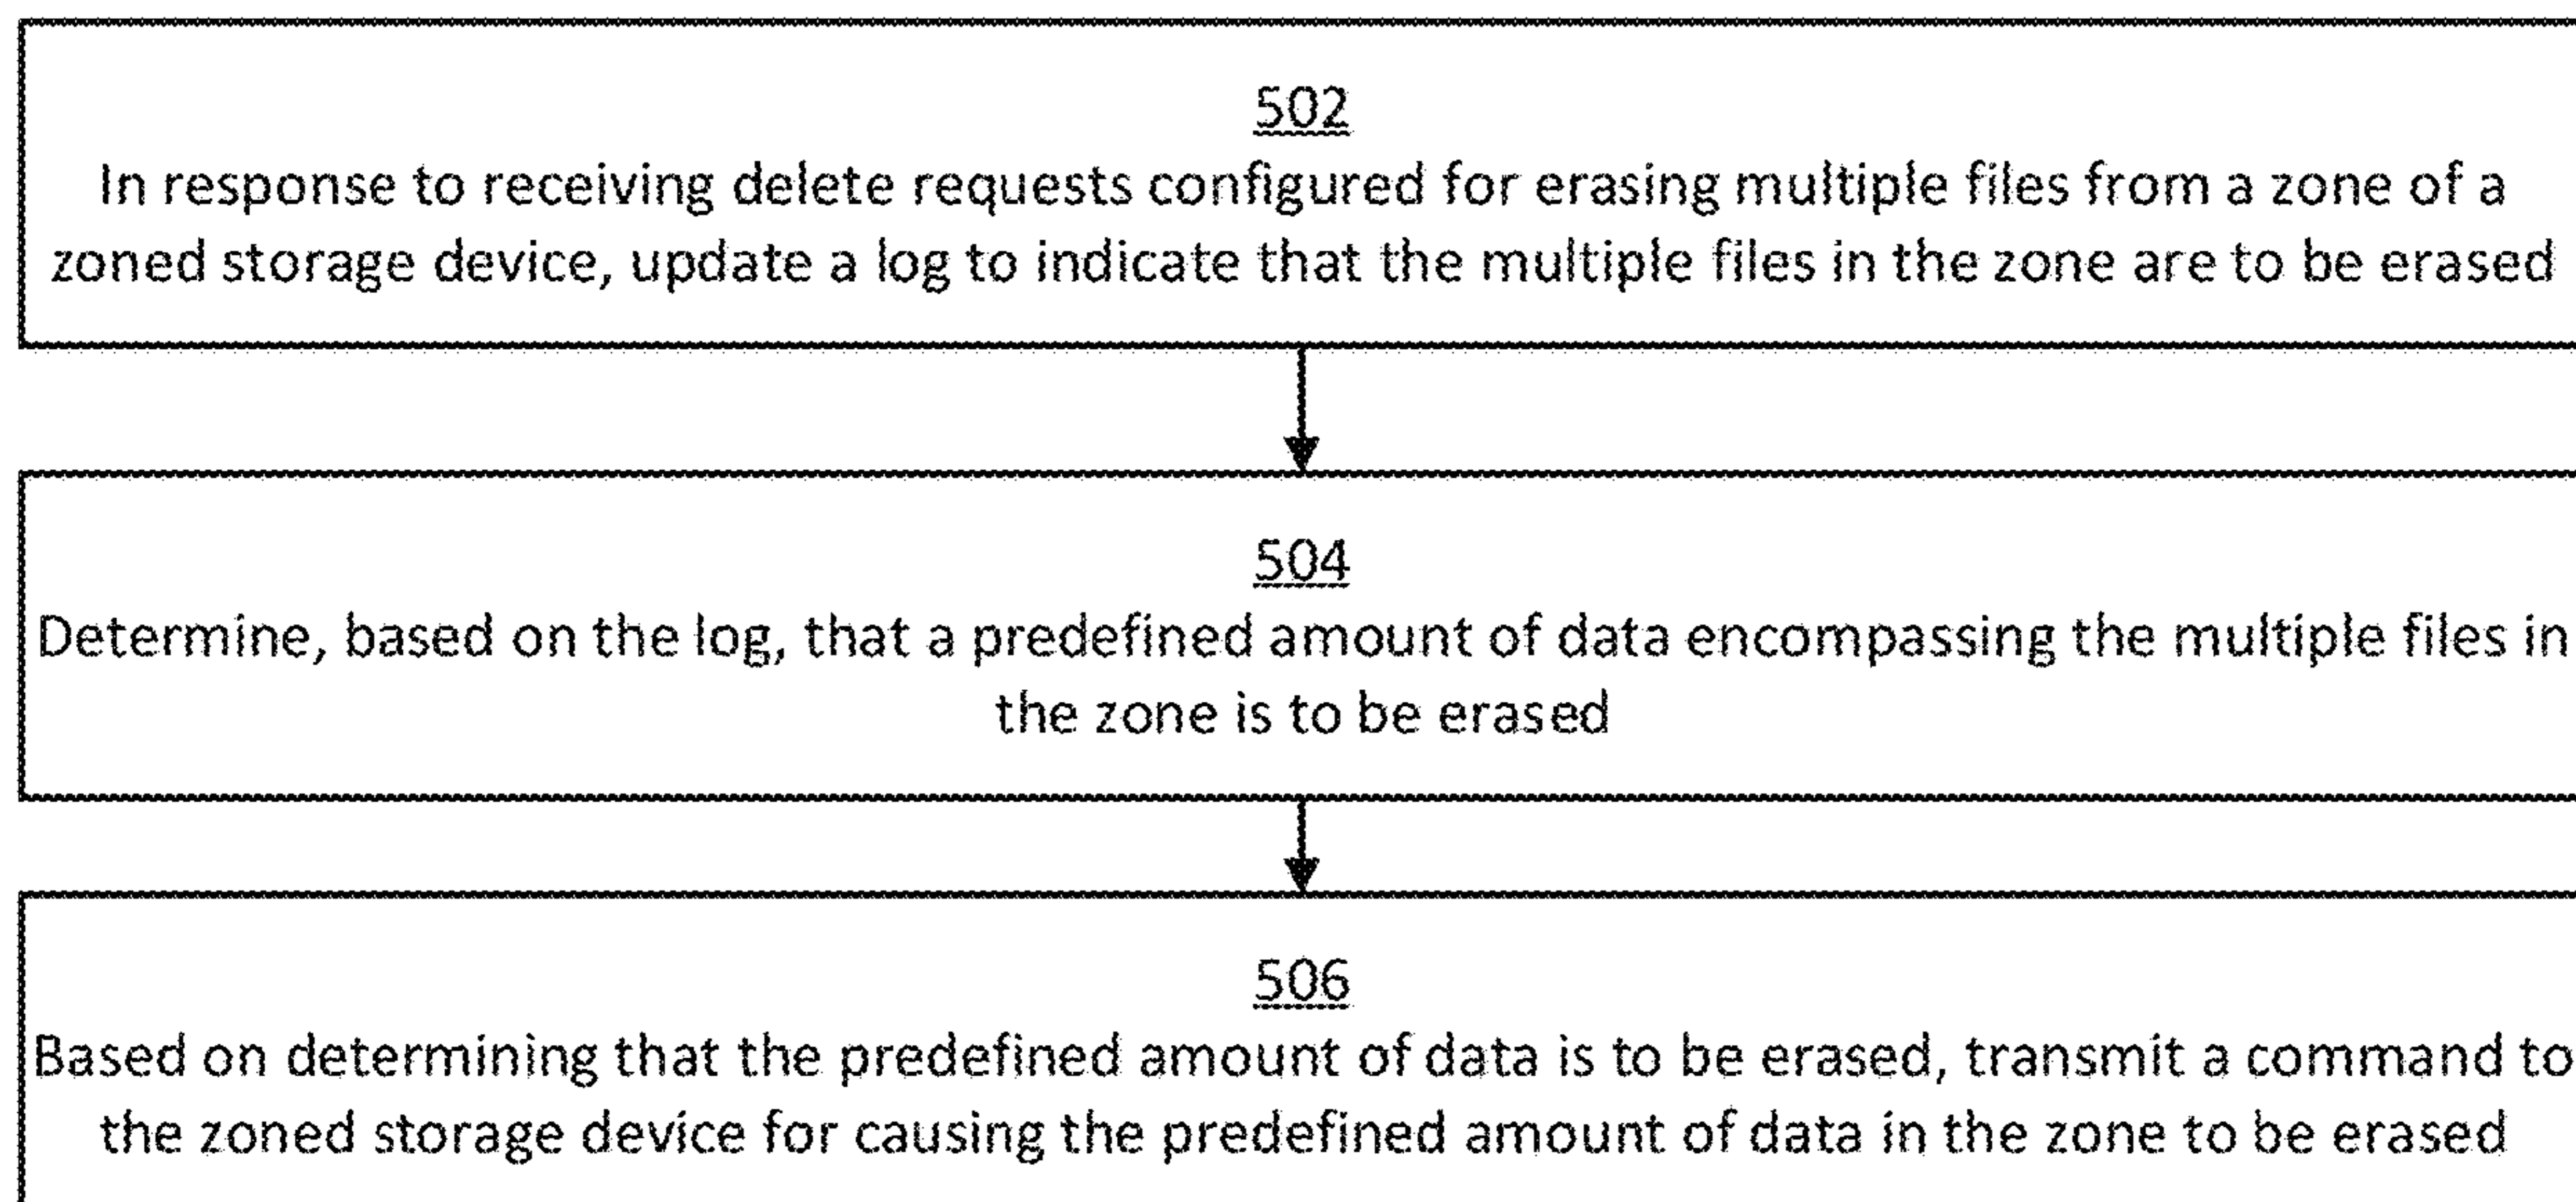 502
In response to receiving delete requests configured for erasing multiple files from a zone of a
zoned storage device, update a log to indicate that the multiple files in the zone are to be erased
504
Determine, based on the log, that a predefined amount of data encompassing the multiple files in
the zone is to be erased
506
Based on determining that the predefined amount of data is to be erased, transmit a command to
the zoned storage device for causing the predefined amount of data in the zone to be erased